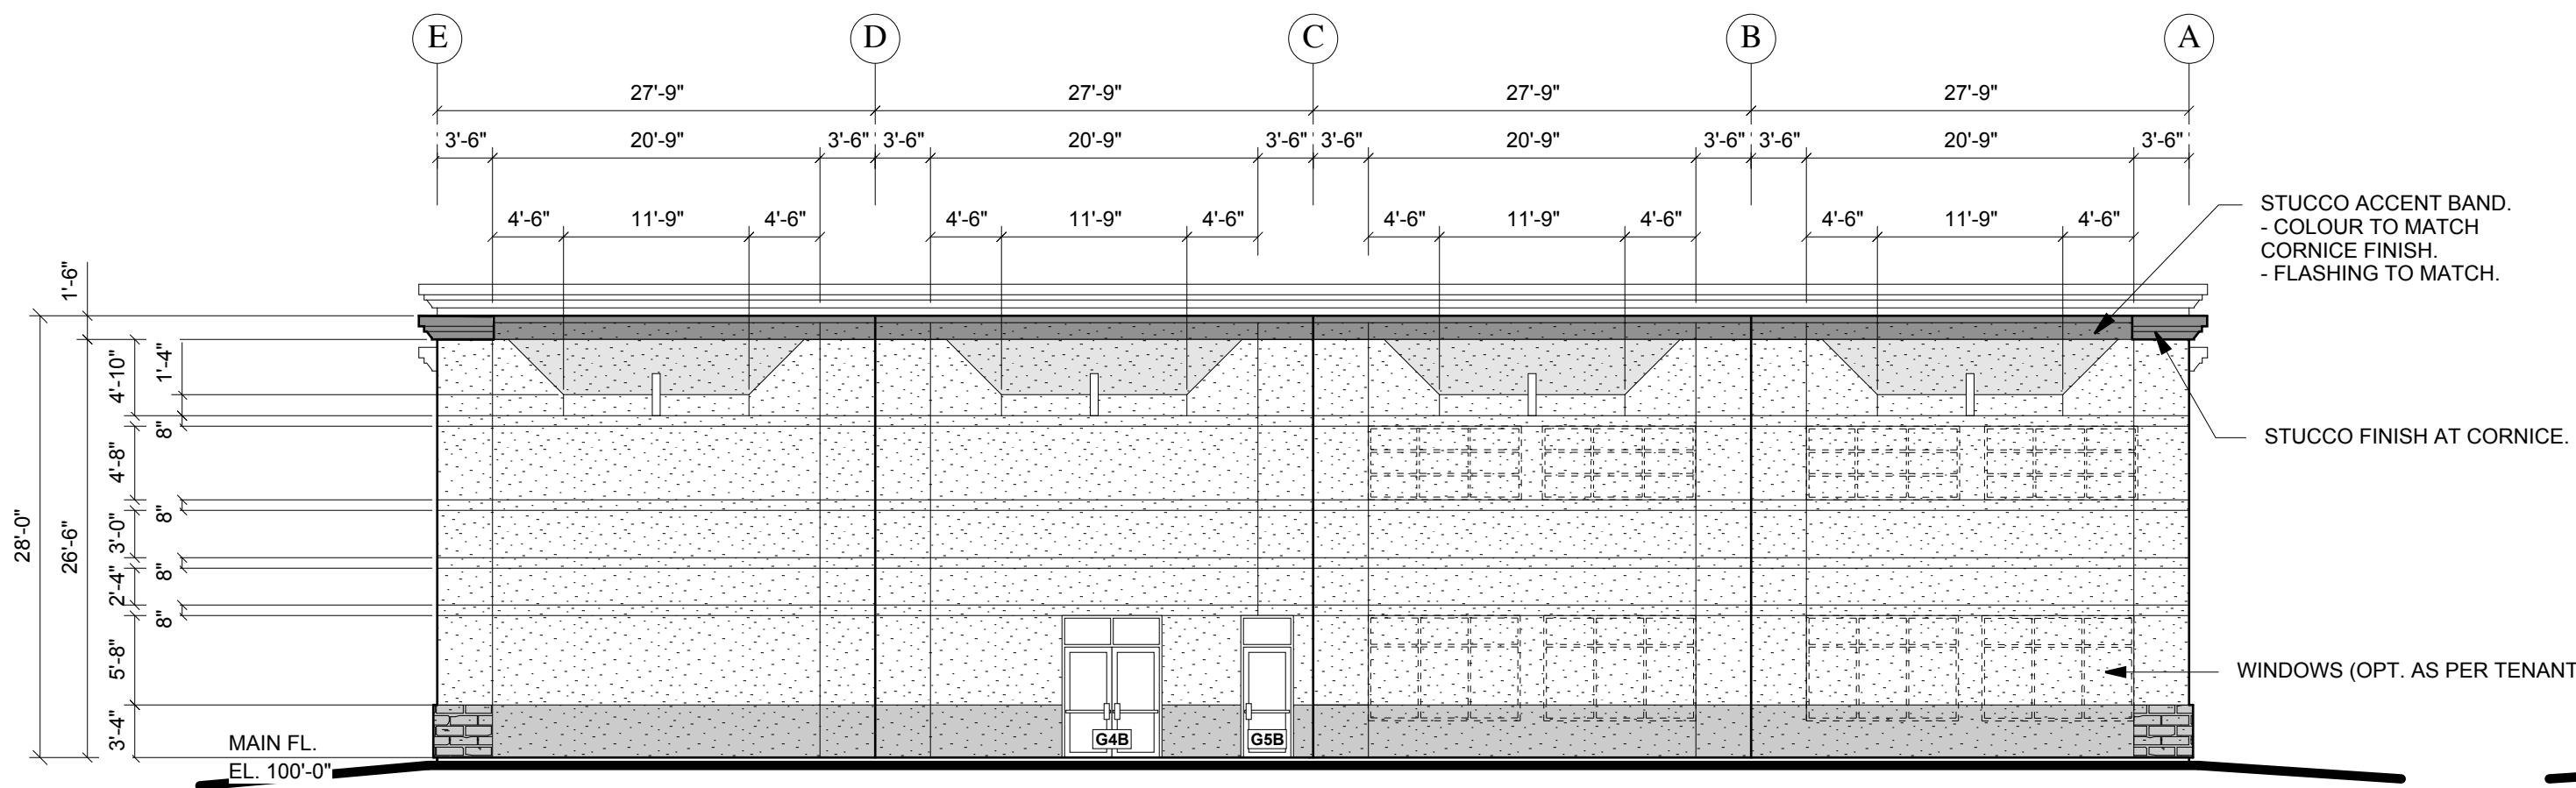 E D C B A
27'-9" 27'-9" 27'-9" 27'-9"
3'-6" 20'-9" 3'-6" 3'-6" 20'-9" 3'-6" 3'-6" 20'-9" 3'-6" 3'-6" 20'-9" 3'-6"
4'-6" 11'-9" 4'-6" 4'-6" 11'-9" 4'-6" 4'-6" 11'-9" 4'-6" 4'-6" 11'-9" 4'-6"
STUCCO ACCENT BAND.
- COLOUR TO MATCH
CORNICE FINISH.
- FLASHING TO MATCH.
STUCCO FINISH AT CORNICE.
WINDOWS (OPT. AS PER TENANT
1'-6"
28'-0"
26'-6"
4'-10"
4'-8"
3'-0"
2'-4"
5'-8"
3'-4"
1'-4"
8"
8"
8"
8"
G4B G5B
MAIN FL.
EL. 100'-0"